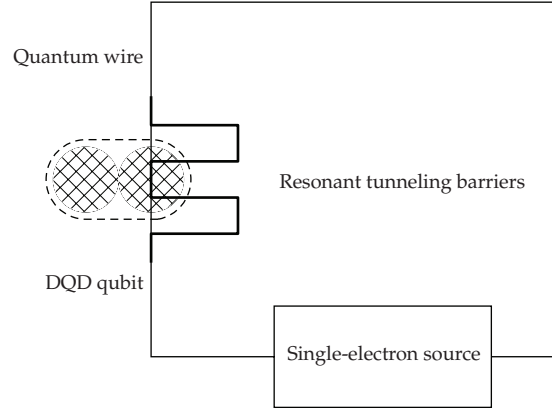 Quantum wire
Resonant tunneling barriers
DQD qubit
Single-electron source